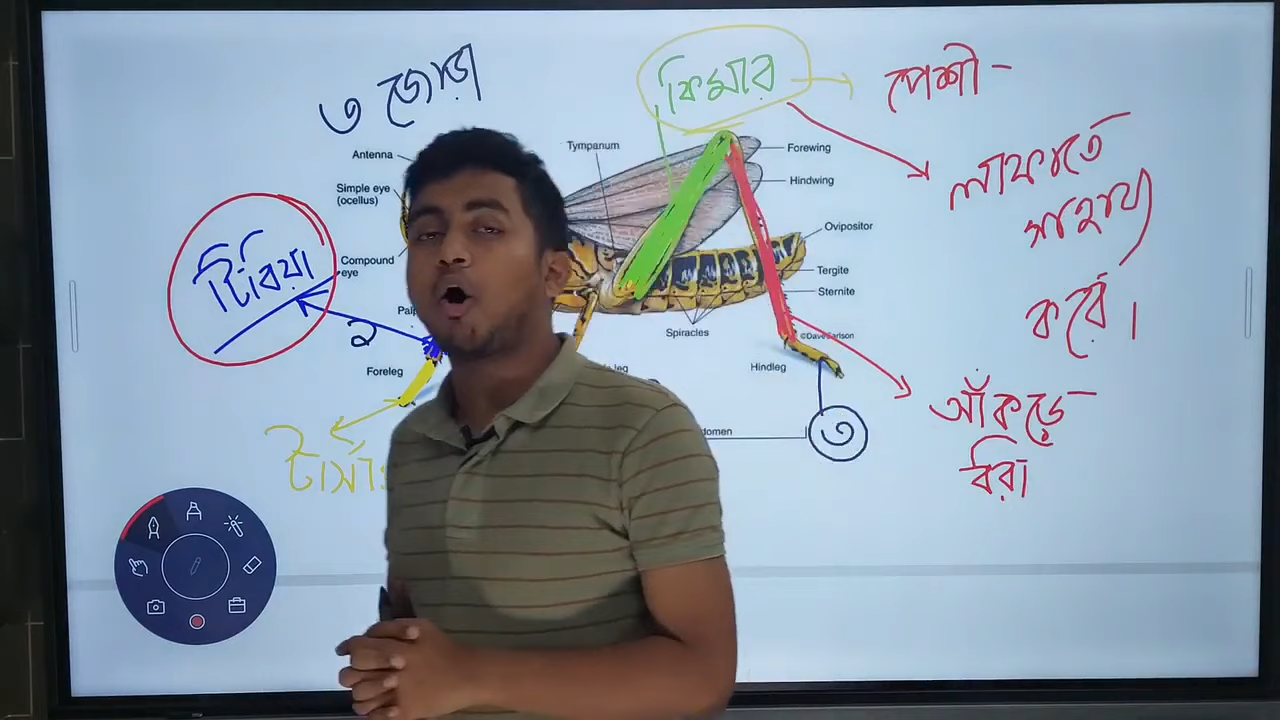 ৩ জোড়া
ফিমার
পেশী -
লাফাতে
সাহায্য
করে ।
Antenna
Simple eye
(ocellus)
Compound
eye
Foreleg
Tympanum
Forewing
Hindwing
Ovipositor
Tergite
Sternite
Spiracles
Hindleg
leg
টিবিয়া
২
টার্সা
৩
আঁকড়ে
ধরা